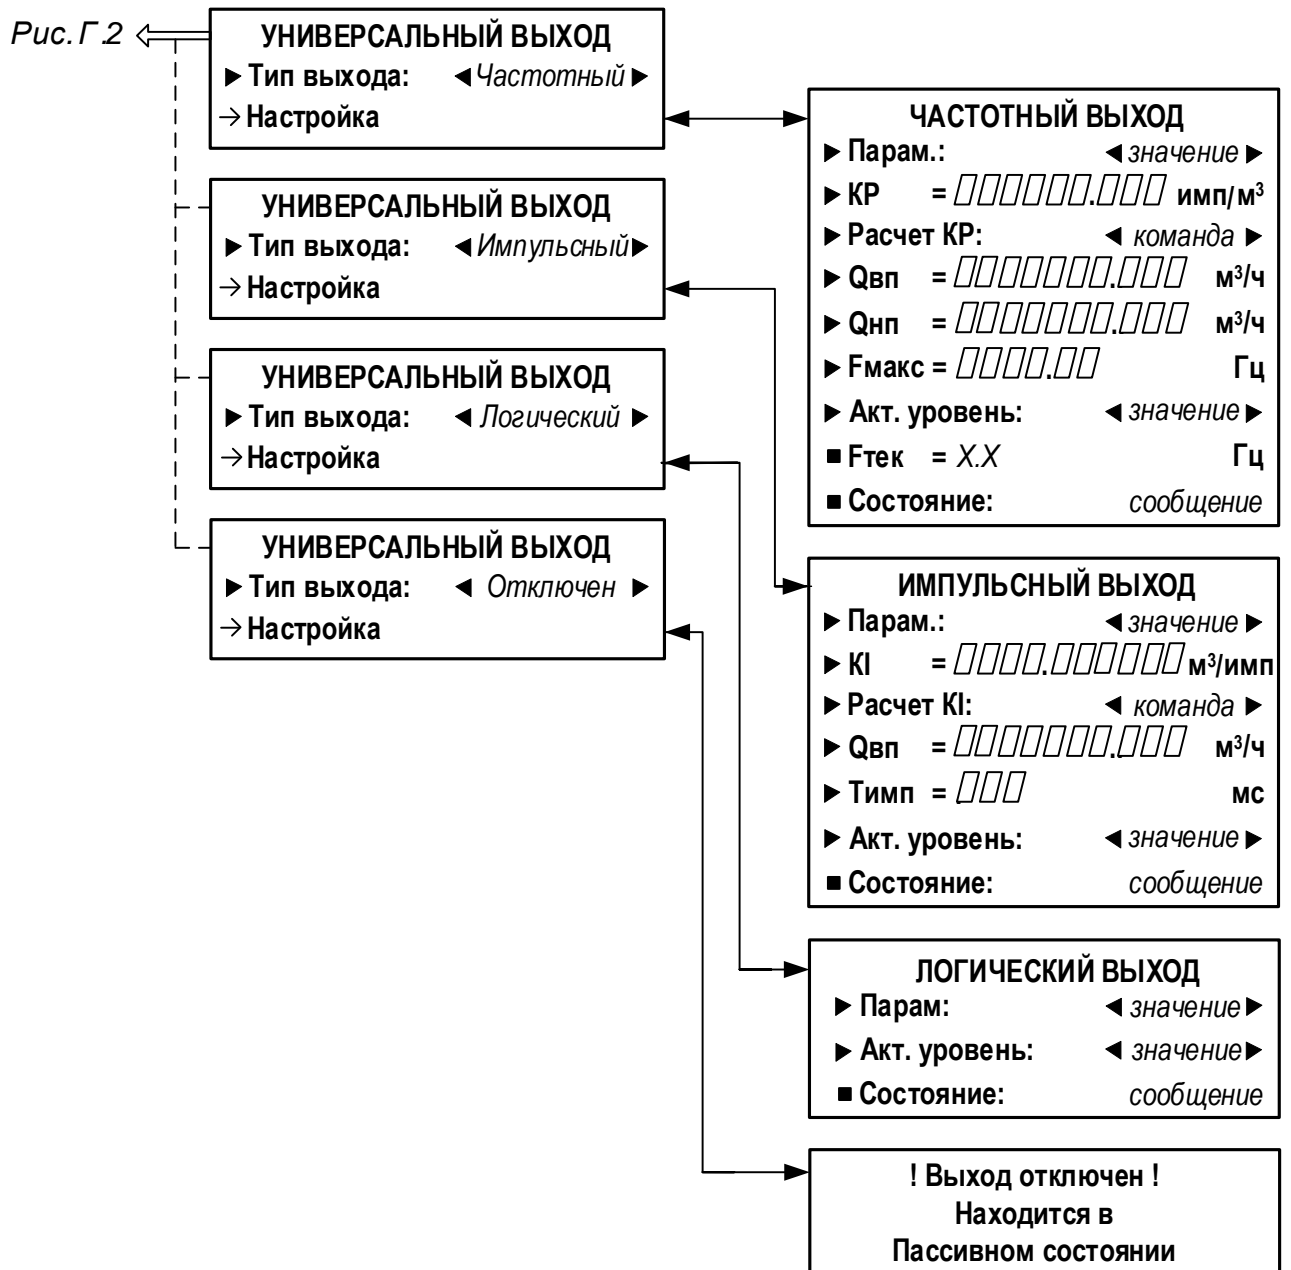 Рис. Г.2
УНИВЕРСАЛЬНЫЙ ВЫХОД
Тип выхода: Частотный
Настройка
УНИВЕРСАЛЬНЫЙ ВЫХОД
Тип выхода: Импульсный
Настройка
УНИВЕРСАЛЬНЫЙ ВЫХОД
Тип выхода: Логический
Настройка
УНИВЕРСАЛЬНЫЙ ВЫХОД
Тип выхода: Отключен
Настройка
ЧАСТОТНЫЙ ВЫХОД
Парам.: значение
КР = . имп/м³
Расчет КР: команда
Qвп = . м³/ч
Qнп = . м³/ч
Fмакс = . Гц
Акт. уровень: значение
Fтек = X.X Гц
Состояние: сообщение
ИМПУЛЬСНЫЙ ВЫХОД
Парам.: значение
KI = . м³/имп
Расчет KI: команда
Qвп = . м³/ч
Тимп = мс
Акт. уровень: значение
Состояние: сообщение
ЛОГИЧЕСКИЙ ВЫХОД
Парам: значение
Акт. уровень: значение
Состояние: сообщение
! Выход отключен !
Находится в
Пассивном состоянии